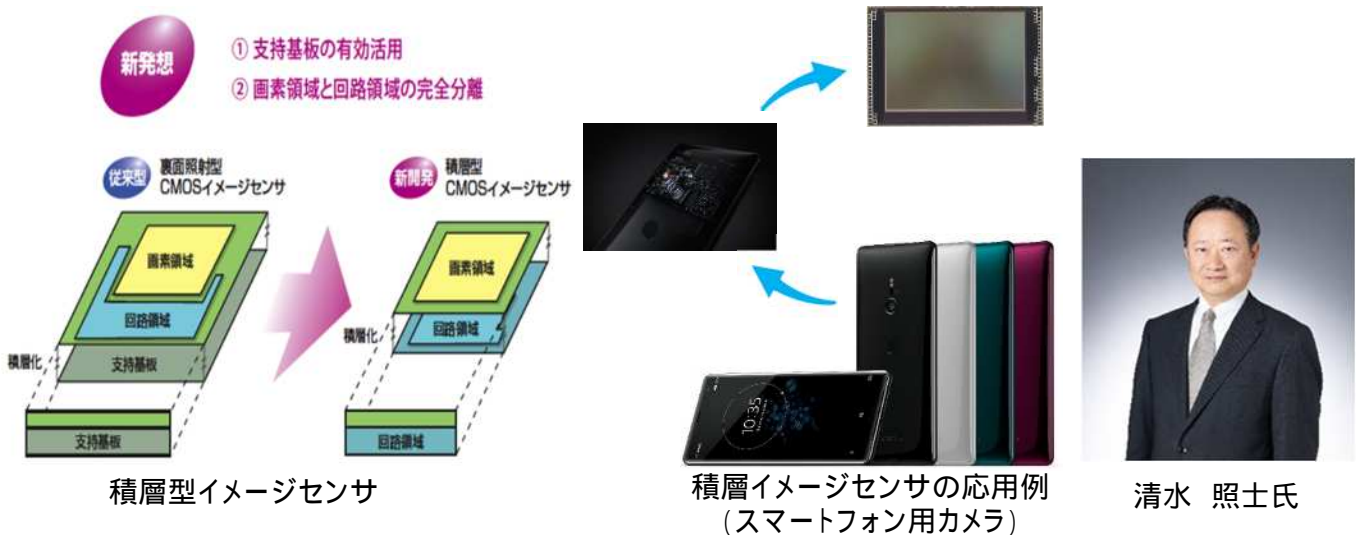 新発想
① 支持基板の有効活用
② 画素領域と回路領域の完全分離
従来型
裏面照射型
CMOSイメージセンサ
画素領域
回路領域
積層化
支持基板
支持基板
新開発
積層型
CMOSイメージセンサ
画素領域
回路領域
積層化
回路領域
積層型イメージセンサ
10:35
積層イメージセンサの応用例
(スマートフォン用カメラ)
清水 照士氏